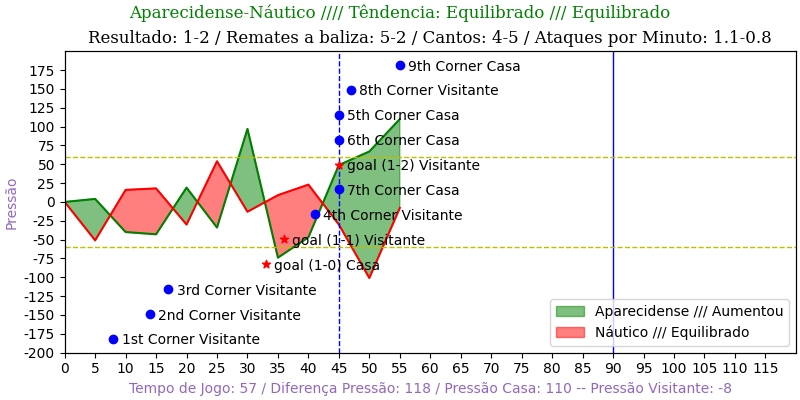 Aparecidense-Náutico //// Têndencia: Equilibrado /// Equilibrado
Resultado: 1-2 / Remates a baliza: 5-2 / Cantos: 4-5 / Ataques por Minuto: 1.1-0.8
9th Corner Casa
8th Corner Visitante
5th Corner Casa
6th Corner Casa
goal (1-2) Visitante
7th Corner Casa
4th Corner Visitante
goal (1-1) Visitante
goal (1-0) Casa
3rd Corner Visitante
2nd Corner Visitante
1st Corner Visitante
Pressão
175
150
125
100
75
50
25
0
-25
-50
-75
-100
-125
-150
-175
-200
Aparecidense /// Aumentou
Náutico /// Equilibrado
0 5 10 15 20 25 30 35 40 45 50 55 60 65 70 75 80 85 90 95 100 105 110 115
Tempo de Jogo: 57 / Diferença Pressão: 118 / Pressão Casa: 110 -- Pressão Visitante: -8